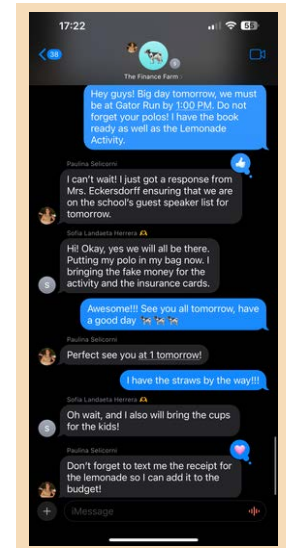 17:22
55
38
The Finance Farm
Hey guys! Big day tomorrow, we must
be at Gator Run by 1:00 PM. Do not
forget your polos! I have the book
ready as well as the Lemonade
Activity.
Paulina Selicorni
I can't wait! I just got a response from
Mrs. Eckersdorff ensuring that we are
on the school's guest speaker list for
tomorrow.
Sofia Landaeta Herrera 🫶
Hi! Okay, yes we will all be there.
Putting my polo in my bag now. I
bringing the fake money for the
activity and the insurance cards.
S
Awesome!!! See you all tomorrow, have
a good day 🐄🐄🐄
Paulina Selicorni
Perfect see you at 1 tomorrow!
I have the straws by the way!!!
Sofia Landaeta Herrera 🫶
Oh wait, and I also will bring the cups
for the kids!
S
Paulina Selicorni
Don't forget to text me the receipt for
the lemonade so I can add it to the
budget!
iMessage